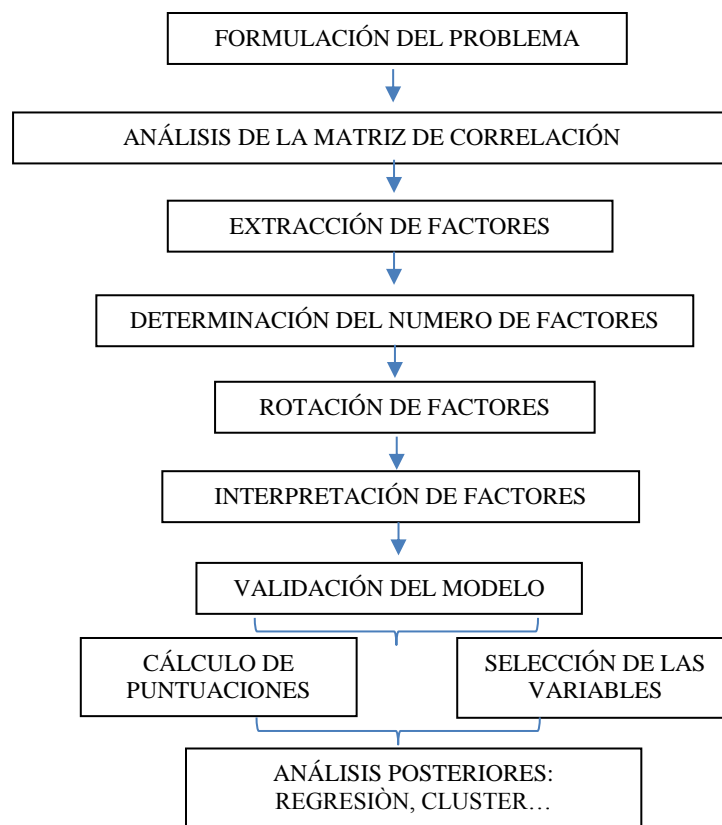 FORMULACIÓN DEL PROBLEMA
ANÁLISIS DE LA MATRIZ DE CORRELACIÓN
EXTRACCIÓN DE FACTORES
DETERMINACIÓN DEL NUMERO DE FACTORES
ROTACIÓN DE FACTORES
INTERPRETACIÓN DE FACTORES
VALIDACIÓN DEL MODELO
CÁLCULO DE
PUNTUACIONES
SELECCIÓN DE LAS
VARIABLES
ANÁLISIS POSTERIORES:
REGRESIÒN, CLUSTER…